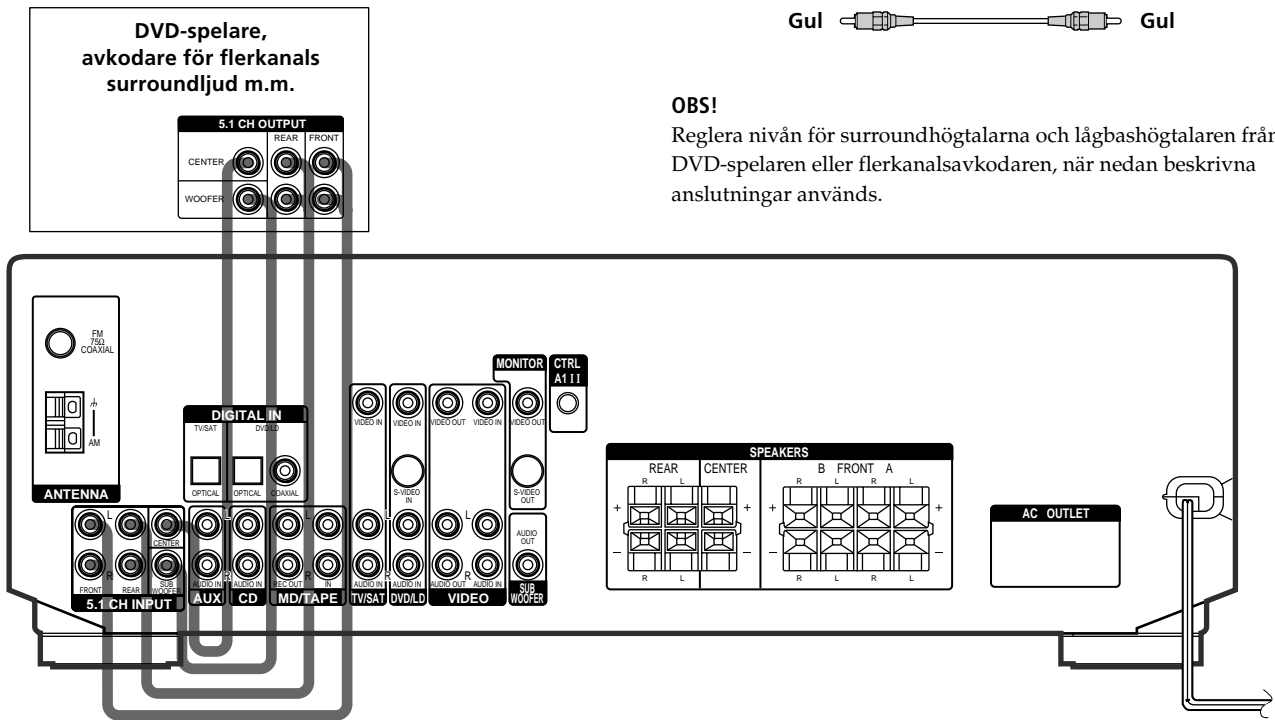 DVD-spelare,
avkodare för flerkanals
surroundljud m.m.
5.1 CH OUTPUT
REAR FRONT
CENTER
WOOFER
Gul Gul
OBS!
Reglera nivån för surroundhögtalarna och lågbashögtalaren från
DVD-spelaren eller flerkanalsavkodaren, när nedan beskrivna
anslutningar används.
FM
75Ω
COAXIAL
AM
ANTENNA
DIGITAL IN
TV/SAT DVD/LD
OPTICAL OPTICAL COAXIAL
MONITOR CTRL
A1 II
VIDEO IN VIDEO IN VIDEO OUT VIDEO IN VIDEO OUT
S-VIDEO
IN
S-VIDEO
OUT
L L L L L
CENTER
AUDIO
OUT
R R R R R
FRONT REAR SUB
WOOFER
AUDIO IN AUDIO IN REC OUT IN AUDIO IN AUDIO IN AUDIO OUT AUDIO IN
5.1 CH INPUT AUX CD MD/TAPE TV/SAT DVD/LD VIDEO SUB
WOOFER
SPEAKERS
REAR CENTER B FRONT A
R L R L R L
+ + +
– – –
R L R L R L
AC OUTLET